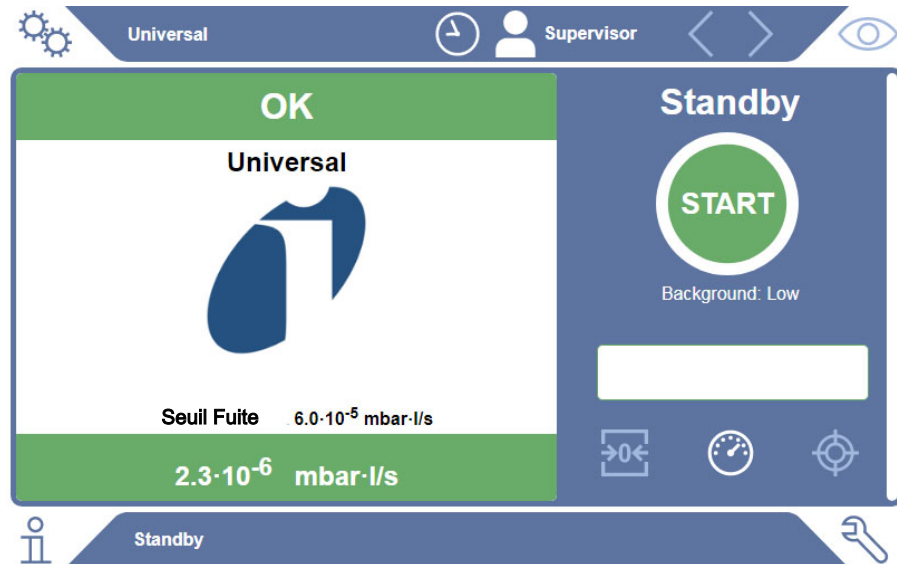 Universal
Supervisor
OK
Universal
Seuil Fuite 6.0·10⁻⁵ mbar·l/s
2.3·10⁻⁶ mbar·l/s
Standby
START
Background: Low
→0←
Standby